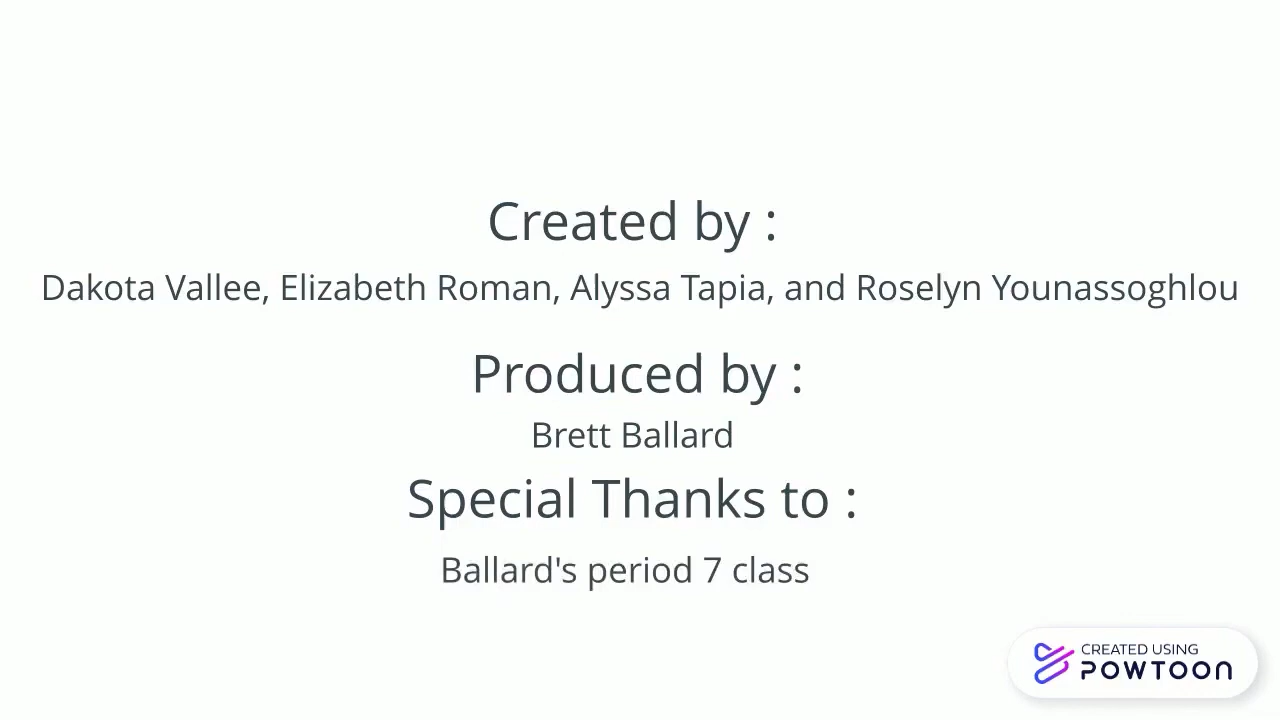 Created by :
Dakota Vallee, Elizabeth Roman, Alyssa Tapia, and Roselyn Younassoghlou
Produced by :
Brett Ballard
Special Thanks to :
Ballard's period 7 class
CREATED USING
POWTOON